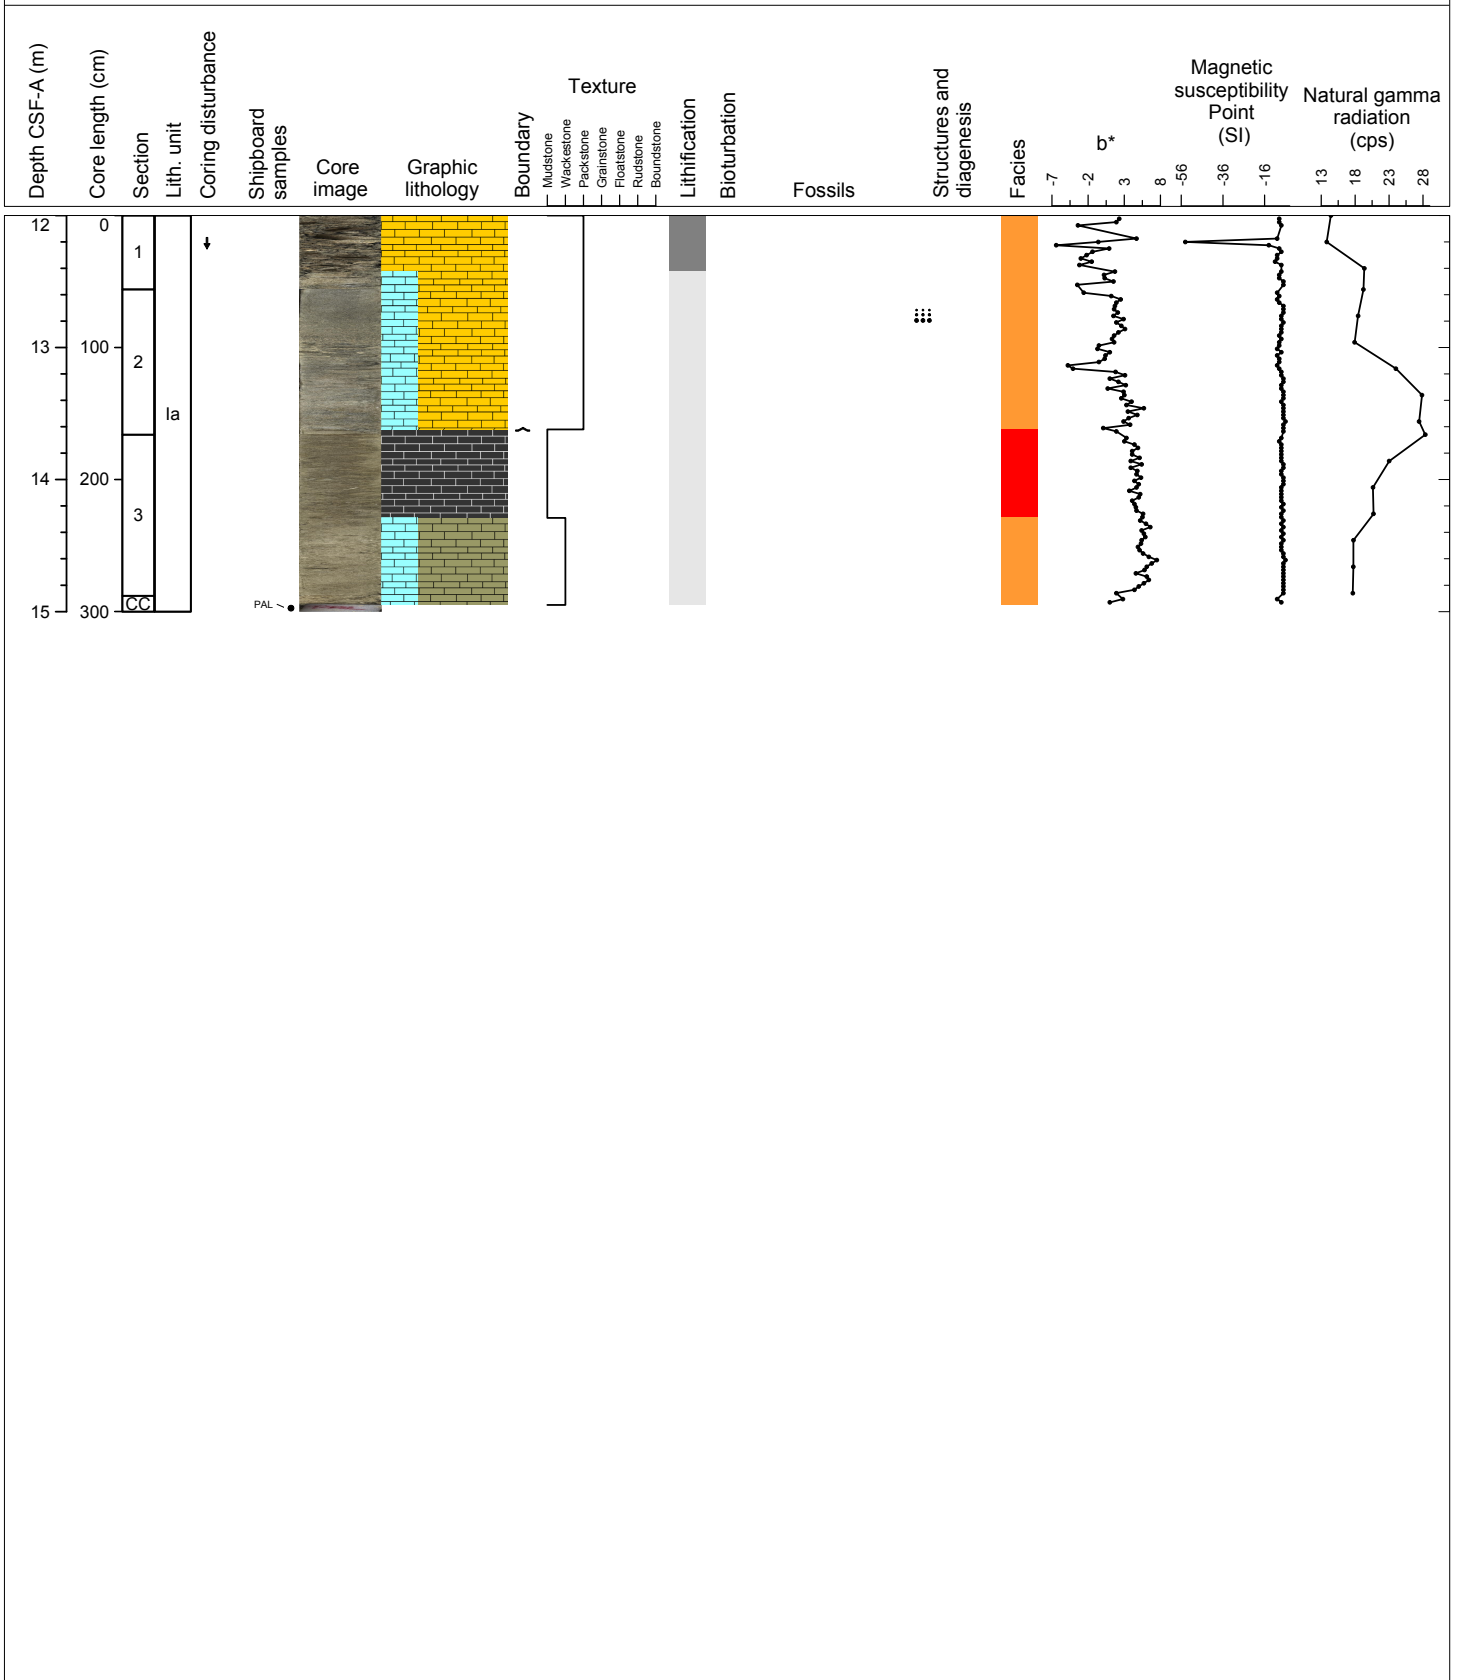 Depth CSF-A (m)
Core length (cm)
Section
Lith. unit
Coring disturbance
Shipboard
samples
Core
image
Graphic
lithology
Boundary
Texture
Mudstone
Wackestone
Packstone
Grainstone
Floatstone
Rudstone
Boundstone
Lithification
Bioturbation
Fossils
Structures and
diagenesis
Facies
b*
-7
-2
3
8
Magnetic
susceptibility
Point
(SI)
-56
-36
-16
Natural gamma
radiation
(cps)
13
18
23
28
12
13
14
15
0
100
200
300
1
2
3
CC
Ia
PAL